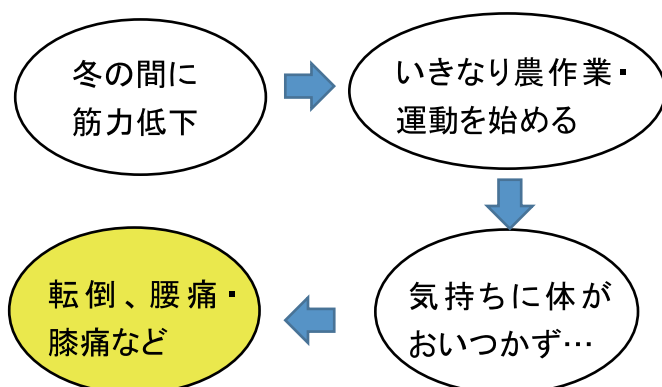 冬の間に
筋力低下
いきなり農作業・
運動を始める
気持ちに体が
おいつかず…
転倒、腰痛・
膝痛など